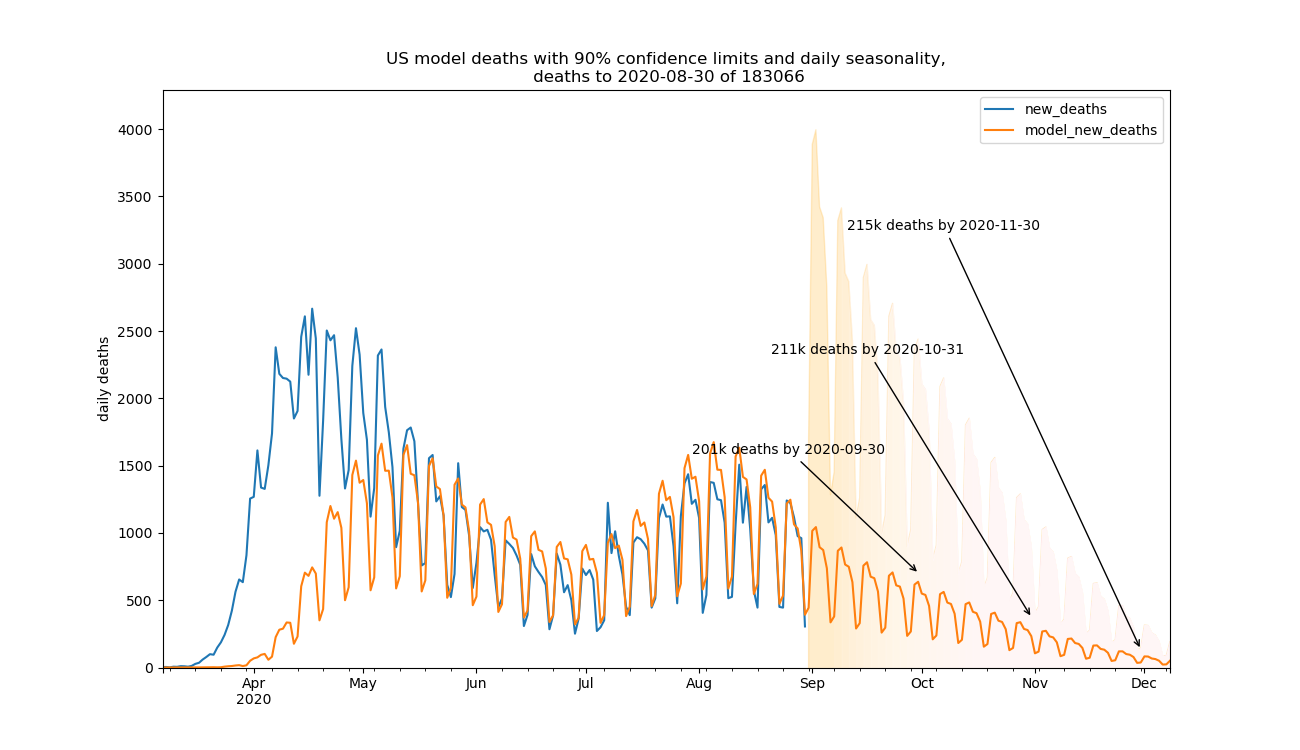 US model deaths with 90% confidence limits and daily seasonality,
deaths to 2020-08-30 of 183066
new_deaths
model_new_deaths
daily deaths
4000
3500
3000
2500
2000
1500
1000
500
0
215k deaths by 2020-11-30
211k deaths by 2020-10-31
201k deaths by 2020-09-30
Apr
2020
May
Jun
Jul
Aug
Sep
Oct
Nov
Dec